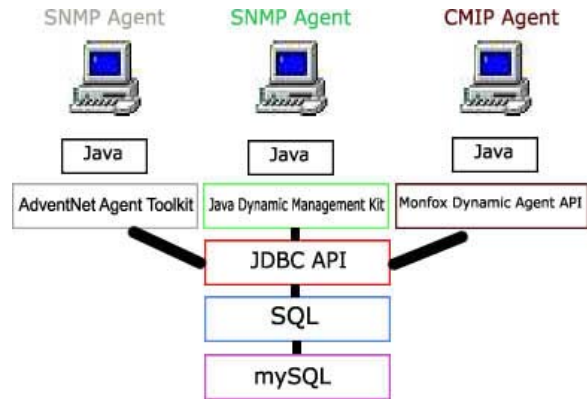 SNMP Agent
SNMP Agent
CMIP Agent
Java
Java
Java
AdventNet Agent Toolkit
Java Dynamic Management Kit
Monfox Dynamic Agent API
JDBC API
SQL
mySQL